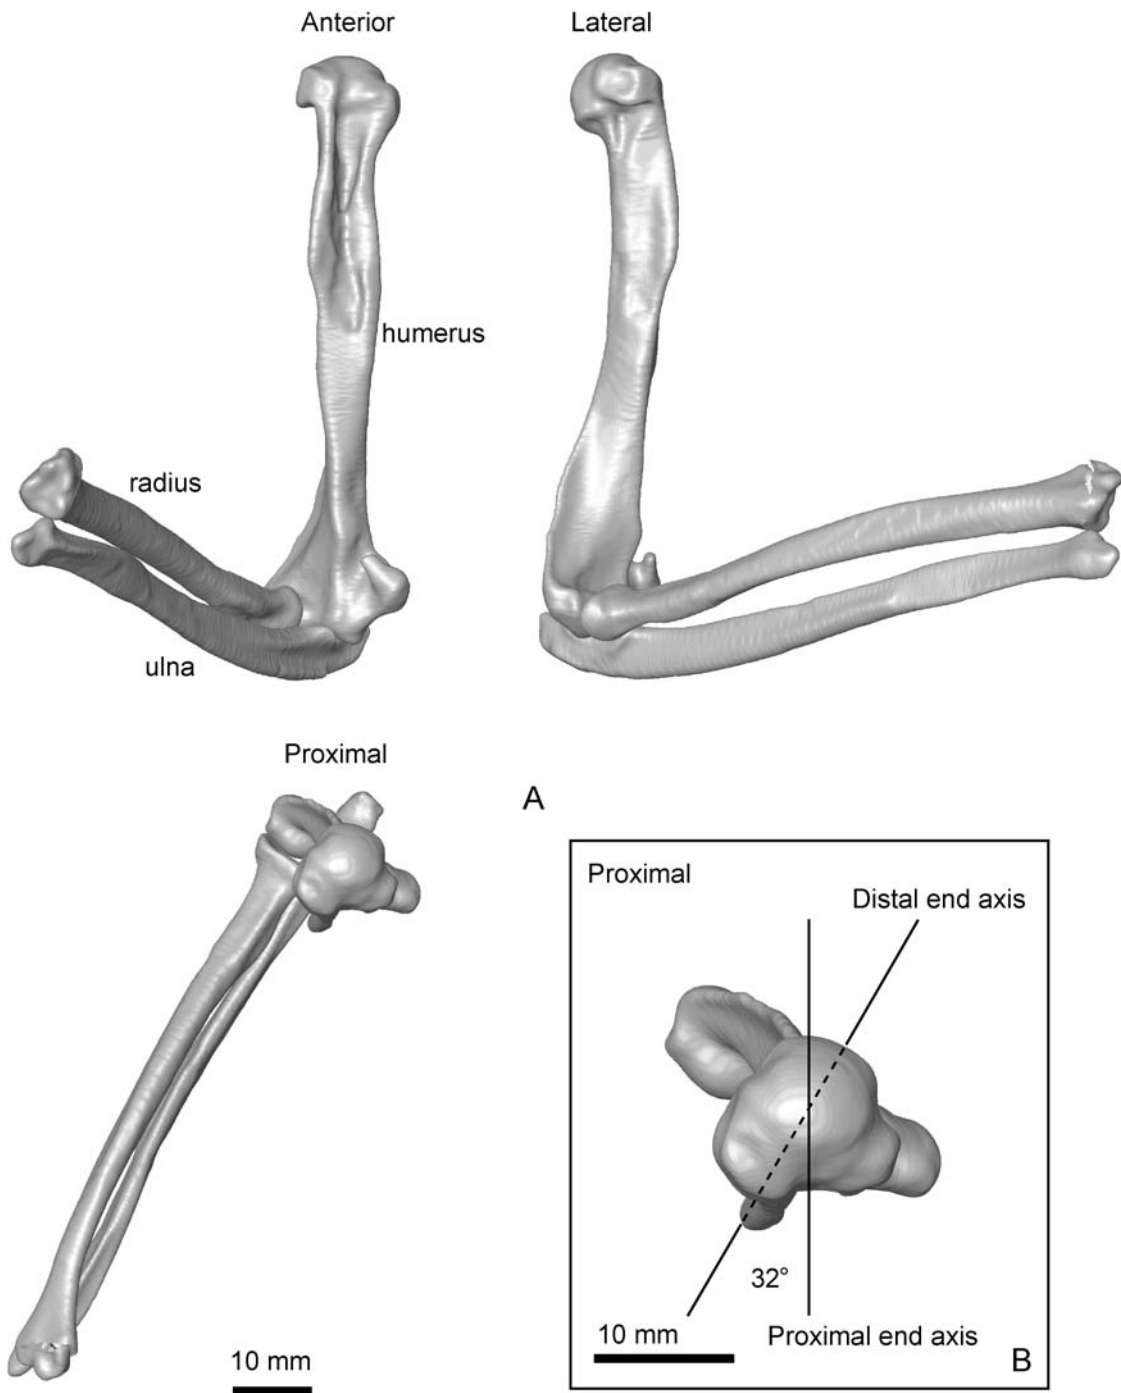 Anterior
Lateral
humerus
radius
ulna
Proximal
A
Proximal
Distal end axis
32°
10 mm
Proximal end axis
B
10 mm